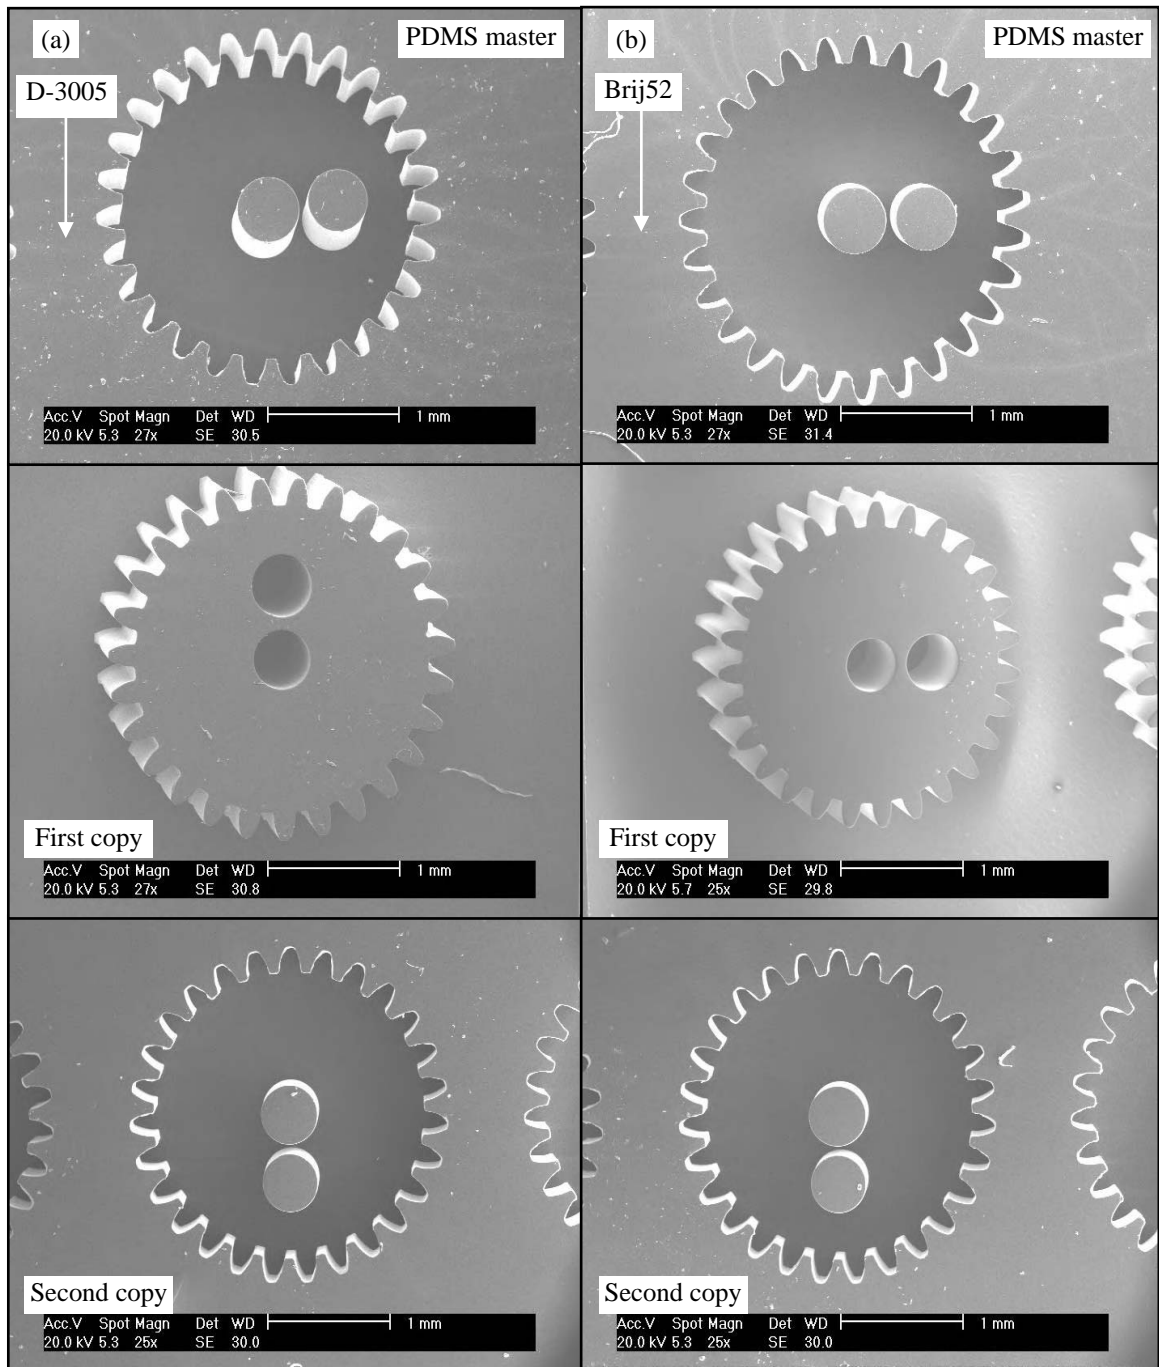 (a)
PDMS master
D-3005
Acc.V Spot Magn Det WD 1 mm
20.0 kV 5.3 27x SE 30.5
(b)
PDMS master
Brij52
Acc.V Spot Magn Det WD 1 mm
20.0 kV 5.3 27x SE 31.4
First copy
Acc.V Spot Magn Det WD 1 mm
20.0 kV 5.3 27x SE 30.8
First copy
Acc.V Spot Magn Det WD 1 mm
20.0 kV 5.7 25x SE 29.8
Second copy
Acc.V Spot Magn Det WD 1 mm
20.0 kV 5.3 25x SE 30.0
Second copy
Acc.V Spot Magn Det WD 1 mm
20.0 kV 5.3 25x SE 30.0